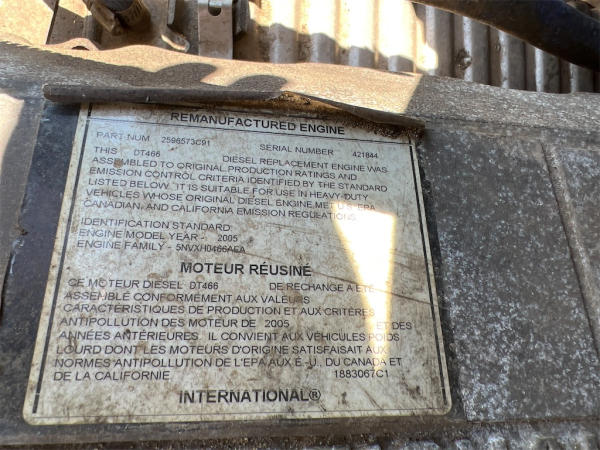 REMANUFACTURED ENGINE
PART NUM 2596573C91 SERIAL NUMBER 421844
THIS DT466 DIESEL REPLACEMENT ENGINE WAS
ASSEMBLED TO ORIGINAL PRODUCTION RATINGS AND
EMISSION CONTROL CRITERIA IDENTIFIED BY THE STANDARD
LISTED BELOW. IT IS SUITABLE FOR USE IN HEAVY DUTY
VEHICLES WHOSE ORIGINAL DIESEL ENGINE MET U.S. EPA,
CANADIAN, AND CALIFORNIA EMISSION REGULATIONS.
IDENTIFICATION STANDARD:
ENGINE MODEL YEAR - 2005
ENGINE FAMILY - 5NVXH0466AEA
MOTEUR RÉUSINÉ
CE MOTEUR DIESEL DT466 DE RECHANGE A ÉTÉ
ASSEMBLÉ CONFORMÉMENT AUX VALEURS
CARACTÉRISTIQUES DE PRODUCTION ET AUX CRITÈRES
ANTIPOLLUTION DES MOTEUR DE 2005 ET DES
ANNÉES ANTÉRIEURES. IL CONVIENT AUX VÉHICULES POIDS
LOURD DONT LES MOTEURS D'ORIGINE SATISFAISAIT AUX
NORMES ANTIPOLLUTION DE L'EPA AUX É.-U., DU CANADA ET
DE LA CALIFORNIE. 1883067C1
INTERNATIONAL®